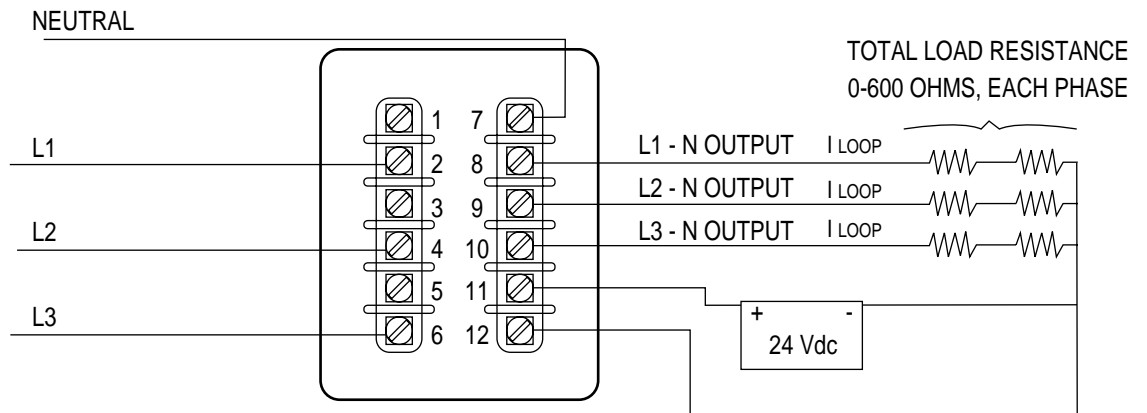 NEUTRAL
TOTAL LOAD RESISTANCE
0-600 OHMS, EACH PHASE
1 7
L1
2 8
L1 - N OUTPUT I LOOP
3 9
L2 - N OUTPUT I LOOP
L2
4 10
L3 - N OUTPUT I LOOP
5 11
L3
6 12
+ -
24 Vdc